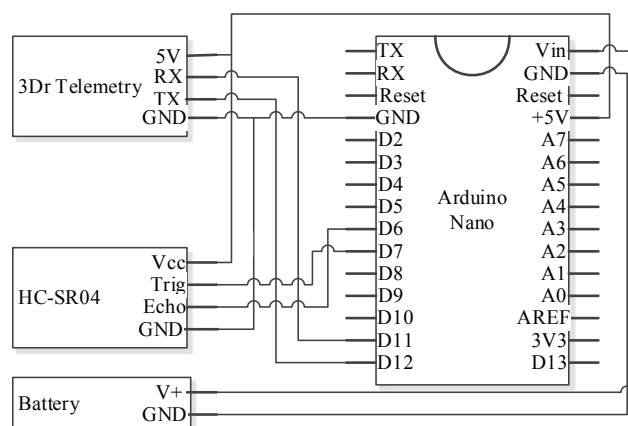 3Dr Telemetry
5V
RX
TX
GND
HC-SR04
Vcc
Trig
Echo
GND
Battery
V+
GND
Arduino
Nano
TX
RX
Reset
GND
D2
D3
D4
D5
D6
D7
D8
D9
D10
D11
D12
Vin
GND
Reset
+5V
A7
A6
A5
A4
A3
A2
A1
A0
AREF
3V3
D13